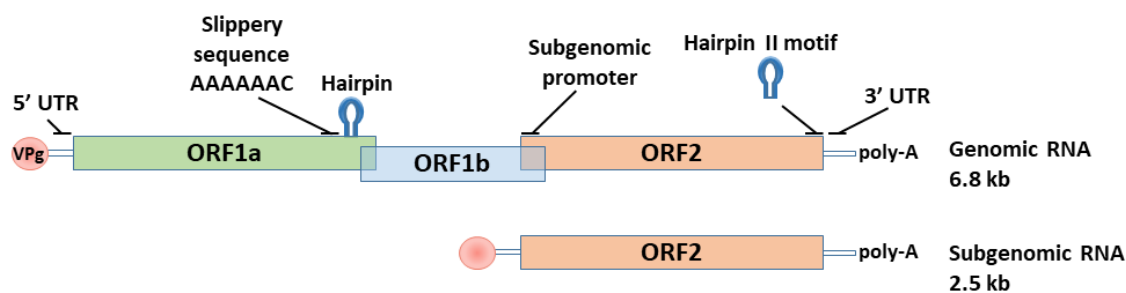 Slippery
sequence
AAAAAAC
Hairpin
Subgenomic
promoter
Hairpin II motif
5’ UTR
3’ UTR
VPg
ORF1a
ORF1b
ORF2
poly-A
Genomic RNA
6.8 kb
ORF2
poly-A
Subgenomic RNA
2.5 kb